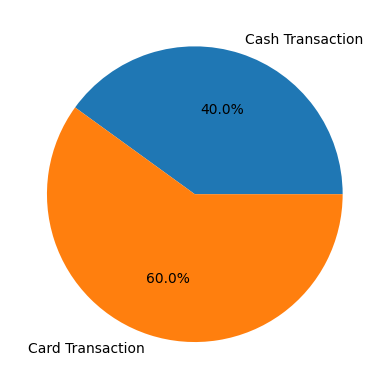 Cash Transaction
40.0%
60.0%
Card Transaction